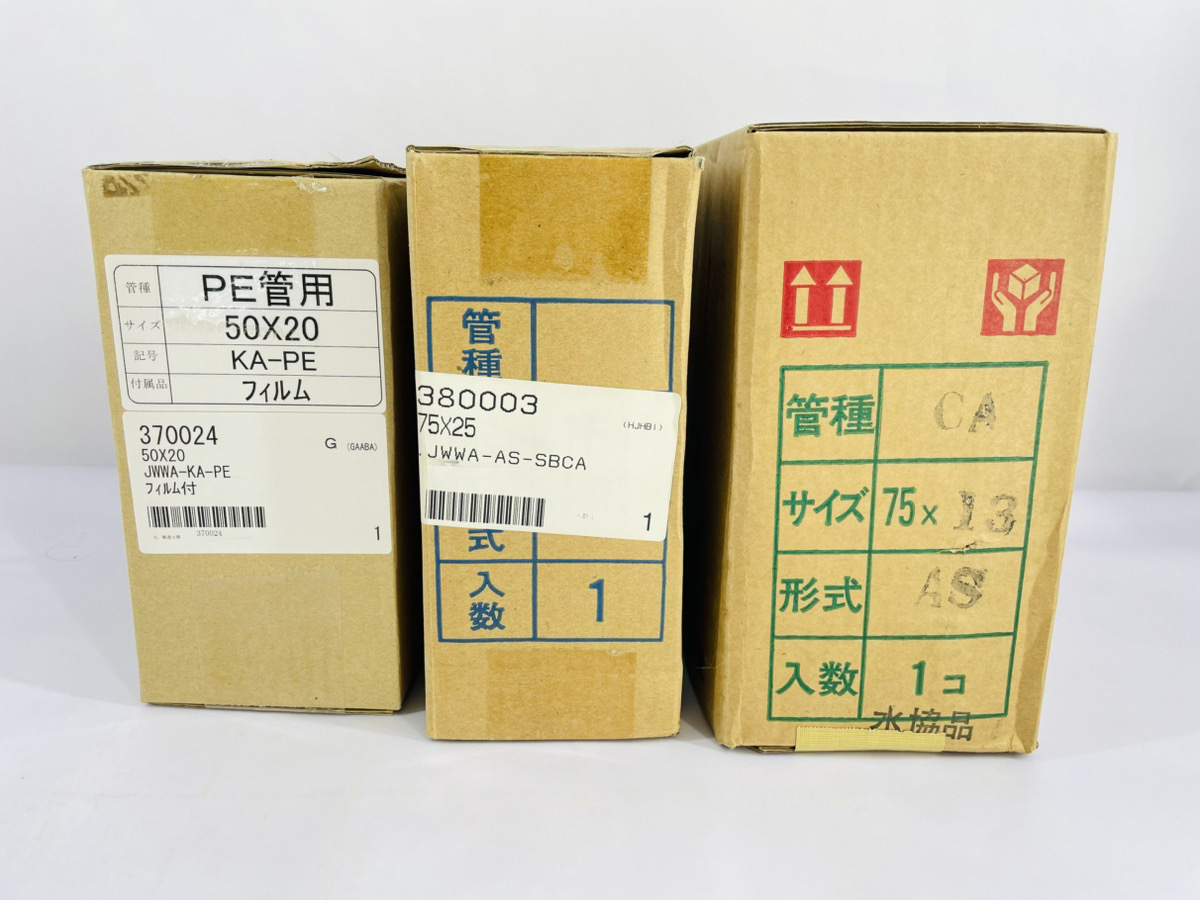 管種 PE管用
サイズ 50X20
記号 KA-PE
付属品 フィルム
370024
G (GAABA)
50X20
JWWA-KA-PE
フィルム付
370024
1
管種
380003
75X25
(HJHBI)
JWWA-AS-SBCA
1
式
入数 1
管種 CA
サイズ 75x 13
形式 AS
入数 1コ
水協品